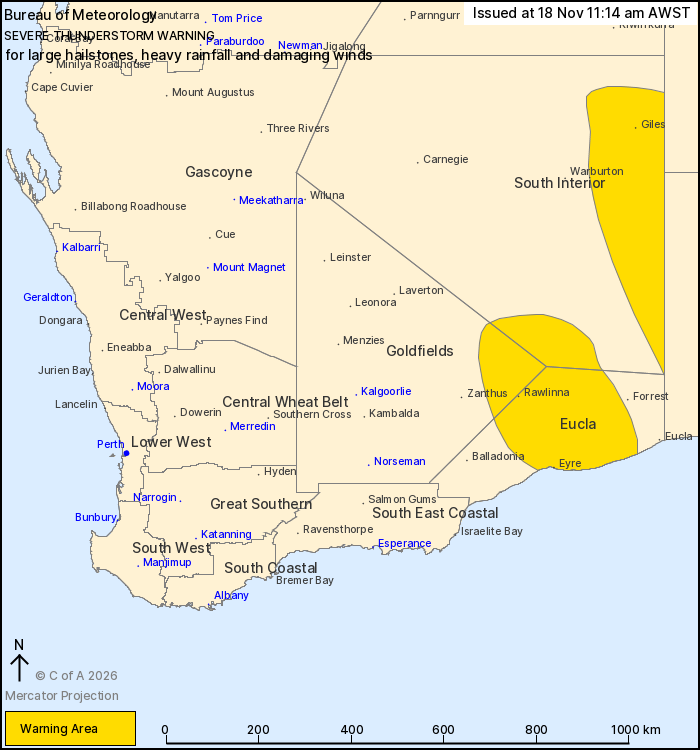 Bureau of Meteorology
SEVERE THUNDERSTORM WARNING
for large hailstones, heavy rainfall and damaging winds
Issued at 18 Nov 11:14 am AWST
Nanutarra
Tom Price
Parnngurr
Kiwirrkurra
Coral Bay
Paraburdoo
Newman
Jigalong
Minilya Roadhouse
Cape Cuvier
Mount Augustus
Three Rivers
Giles
Carnegie
Gascoyne
Warburton
South Interior
Billabong Roadhouse
Meekatharra
Wiluna
Cue
Kalbarri
Mount Magnet
Leinster
Yalgoo
Geraldton
Laverton
Leonora
Dongara
Central West
Paynes Find
Eneabba
Menzies
Goldfields
Jurien Bay
Dalwallinu
Moora
Kalgoorlie
Zanthus
Rawlinna
Forrest
Lancelin
Central Wheat Belt
Dowerin
Southern Cross
Kambalda
Merredin
Eucla
Eucla
Perth
Lower West
Balladonia
Norseman
Eyre
Hyden
Narrogin
Great Southern
Salmon Gums
South East Coastal
Bunbury
Katanning
Ravensthorpe
Israelite Bay
South West
Esperance
Manjimup
South Coastal
Bremer Bay
Albany
N
© C of A 2026
Mercator Projection
Warning Area
0 200 400 600 800 1000 km